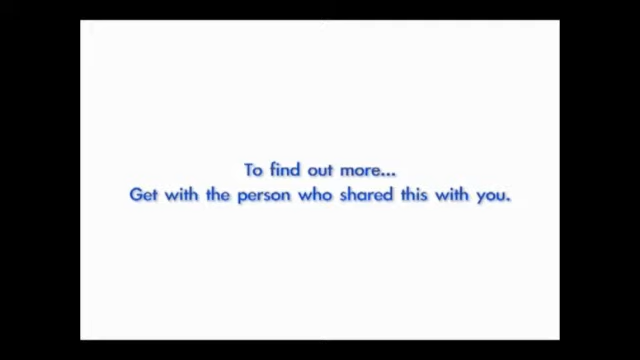 To find out more...
Get with the person who shared this with you.